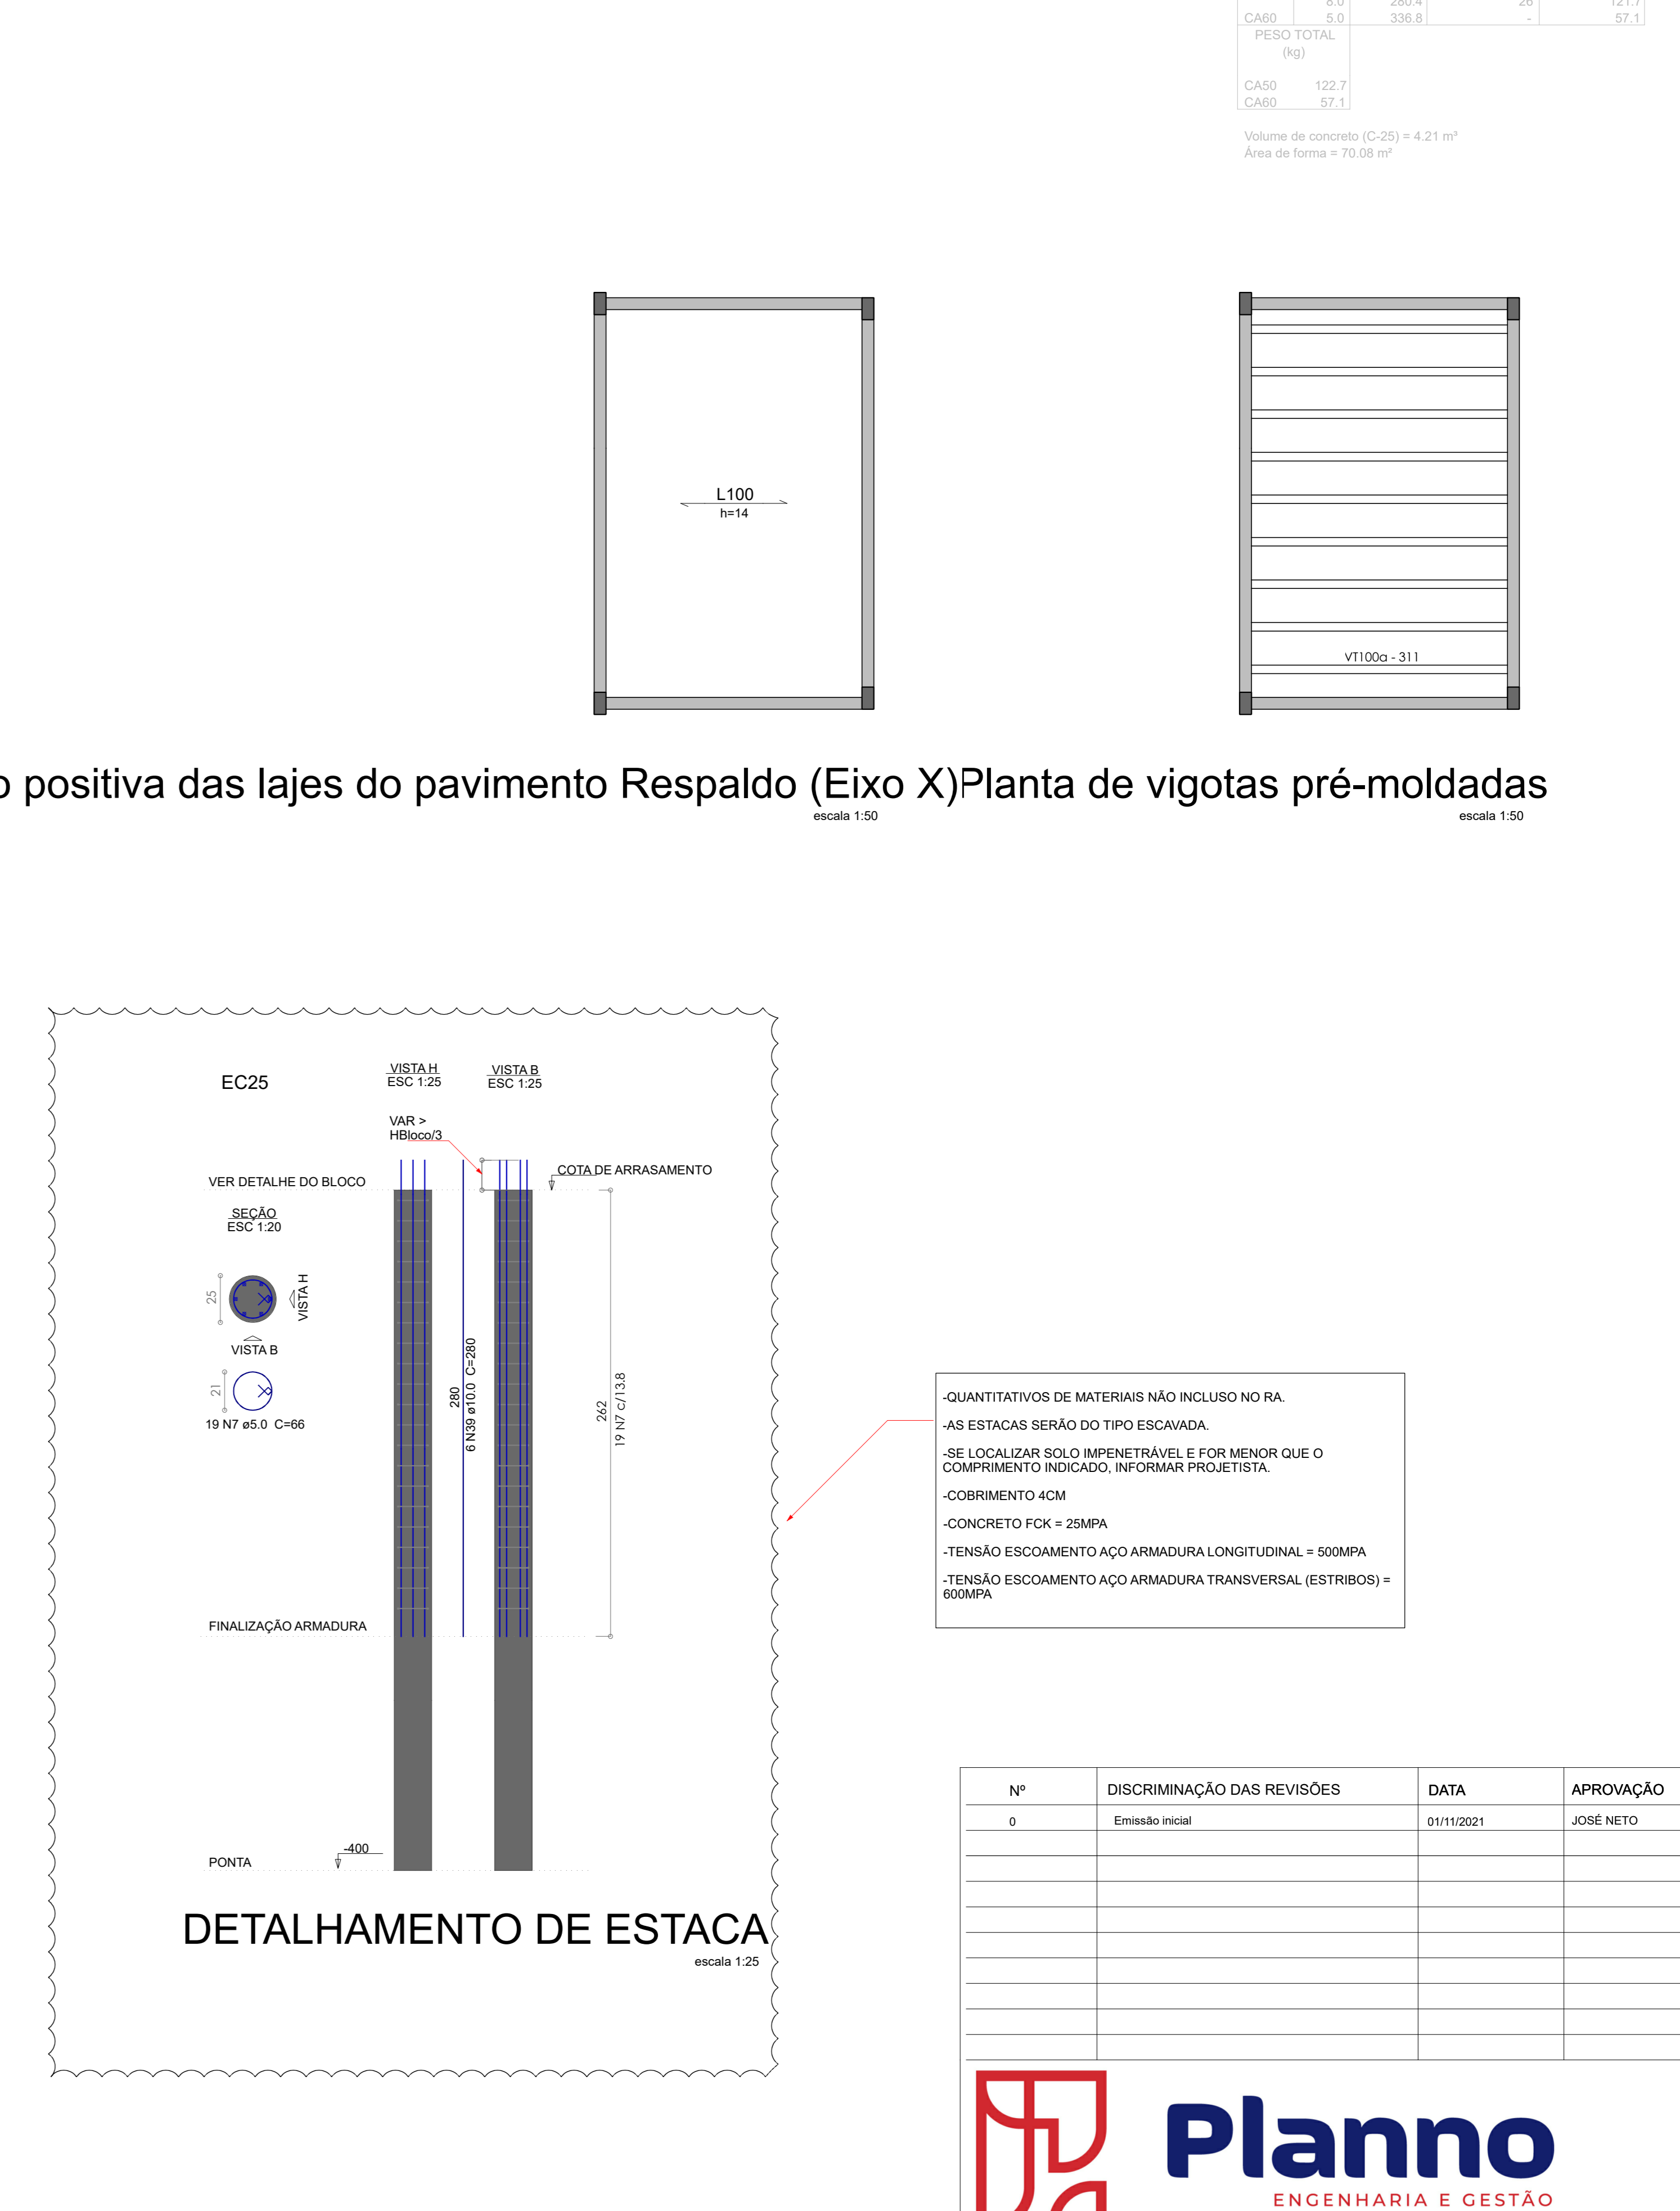 8.0 280.4 26 121.7
CA60 5.0 336.8 - 57.1
PESO TOTAL
(kg)
CA50 122.7
CA60 57.1
Volume de concreto (C-25) = 4.21 m³
Área de forma = 70.08 m²
L100
h=14
VT100a - 311
o positiva das lajes do pavimento Respaldo (Eixo X)
escala 1:50
Planta de vigotas pré-moldadas
escala 1:50
EC25
VISTA H
ESC 1:25
VISTA B
ESC 1:25
VAR >
HBloco/3
COTA DE ARRASAMENTO
VER DETALHE DO BLOCO
SEÇÃO
ESC 1:20
25
VISTA H
VISTA B
21
19 N7 ø5.0 C=66
280
6 N39 ø10.0 C=280
262
19 N7 c/13.8
FINALIZAÇÃO ARMADURA
-400
PONTA
DETALHAMENTO DE ESTACA
escala 1:25
-QUANTITATIVOS DE MATERIAIS NÃO INCLUSO NO RA.
-AS ESTACAS SERÃO DO TIPO ESCAVADA.
-SE LOCALIZAR SOLO IMPENETRÁVEL E FOR MENOR QUE O
COMPRIMENTO INDICADO, INFORMAR PROJETISTA.
-COBRIMENTO 4CM
-CONCRETO FCK = 25MPA
-TENSÃO ESCOAMENTO AÇO ARMADURA LONGITUDINAL = 500MPA
-TENSÃO ESCOAMENTO AÇO ARMADURA TRANSVERSAL (ESTRIBOS) =
600MPA
Nº DISCRIMINAÇÃO DAS REVISÕES DATA APROVAÇÃO
0 Emissão inicial 01/11/2021 JOSÉ NETO
Planno
ENGENHARIA E GESTÃO